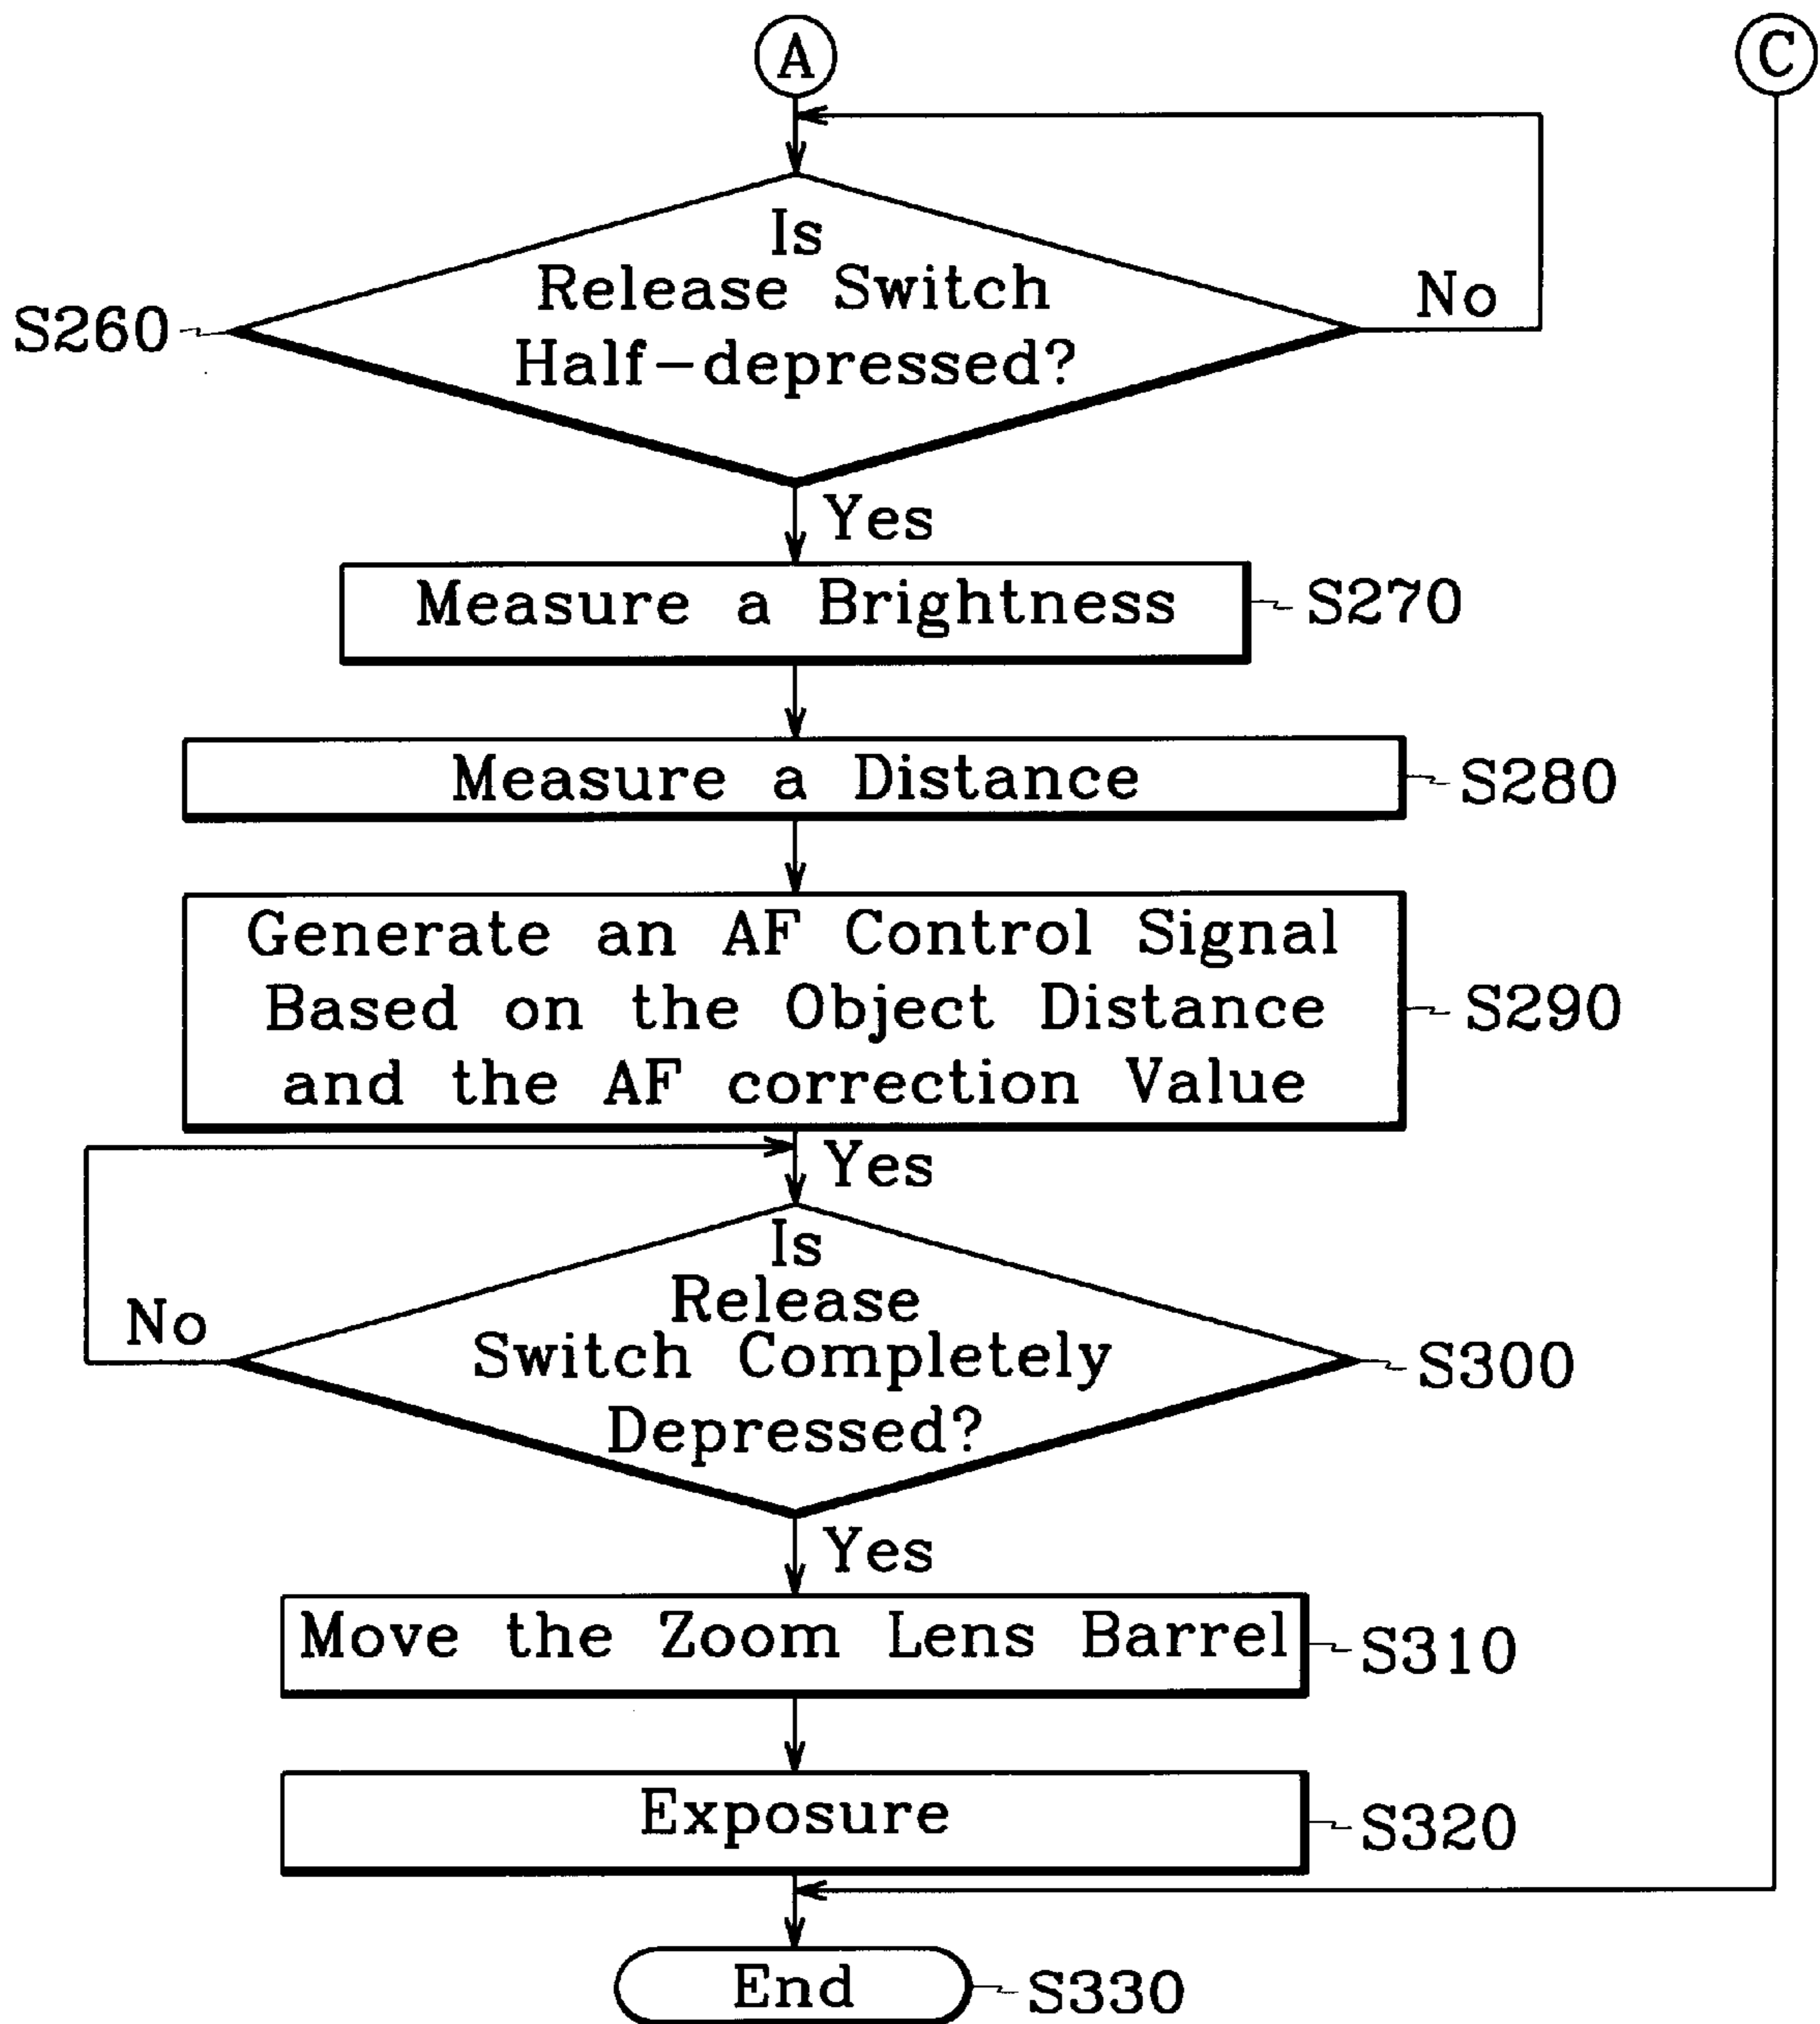 A
C
Is
Release Switch
Half-depressed?
S260
No
Yes
Measure a Brightness
S270
Measure a Distance
S280
Generate an AF Control Signal
Based on the Object Distance
and the AF correction Value
S290
Yes
Is
Release
Switch Completely
Depressed?
No
S300
Yes
Move the Zoom Lens Barrel
S310
Exposure
S320
End
S330